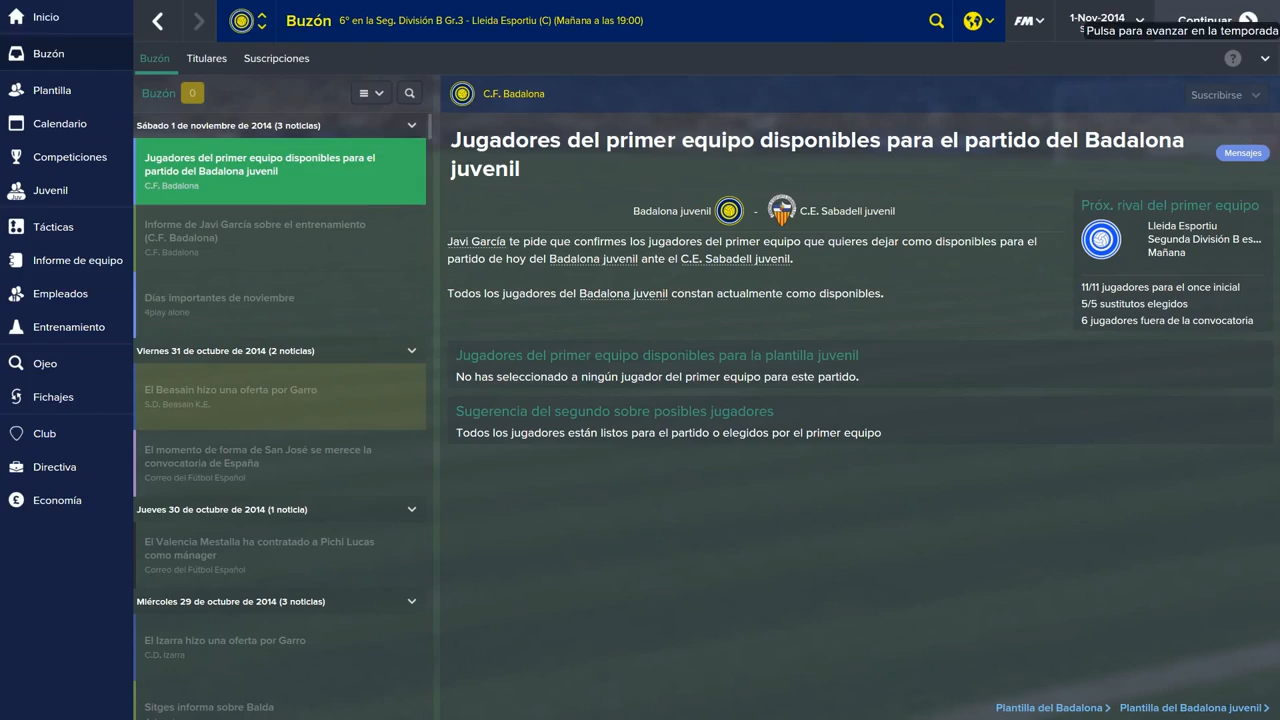 Inicio
Buzón
Plantilla
Calendario
Competiciones
Juvenil
Tácticas
Informe de equipo
Empleados
Entrenamiento
Ojeo
Fichajes
Club
Directiva
Economía
Buzón
6º en la Seg. División B Gr.3 - Lleida Esportiu (C) (Mañana a las 19:00)
FM
1-Nov-2014
Continuar
Pulsa para avanzar en la temporada
Buzón
Titulares
Suscripciones
?
Buzón
0
Sábado 1 de noviembre de 2014 (3 noticias)
Jugadores del primer equipo disponibles para el
partido del Badalona juvenil
C.F. Badalona
Informe de Javi García sobre el entrenamiento
(C.F. Badalona)
C.F. Badalona
Días importantes de noviembre
4play alone
Viernes 31 de octubre de 2014 (2 noticias)
El Beasain hizo una oferta por Garro
S.D. Beasain K.E.
El momento de forma de San José se merece la
convocatoria de España
Correo del Fútbol Español
Jueves 30 de octubre de 2014 (1 noticia)
El Valencia Mestalla ha contratado a Pichi Lucas
como mánager
Correo del Fútbol Español
Miércoles 29 de octubre de 2014 (3 noticias)
El Izarra hizo una oferta por Garro
C.D. Izarra
Sitges informa sobre Balda
C.F. Badalona
Suscribirse
Jugadores del primer equipo disponibles para el partido del Badalona
juvenil
Mensajes
Badalona juvenil - C.E. Sabadell juvenil
Javi García te pide que confirmes los jugadores del primer equipo que quieres dejar como disponibles para el
partido de hoy del Badalona juvenil ante el C.E. Sabadell juvenil.
Todos los jugadores del Badalona juvenil constan actualmente como disponibles.
Jugadores del primer equipo disponibles para la plantilla juvenil
No has seleccionado a ningún jugador del primer equipo para este partido.
Sugerencia del segundo sobre posibles jugadores
Todos los jugadores están listos para el partido o elegidos por el primer equipo
Próx. rival del primer equipo
Lleida Esportiu
Segunda División B es...
Mañana
11/11 jugadores para el once inicial
5/5 sustitutos elegidos
6 jugadores fuera de la convocatoria
Plantilla del Badalona
Plantilla del Badalona juvenil